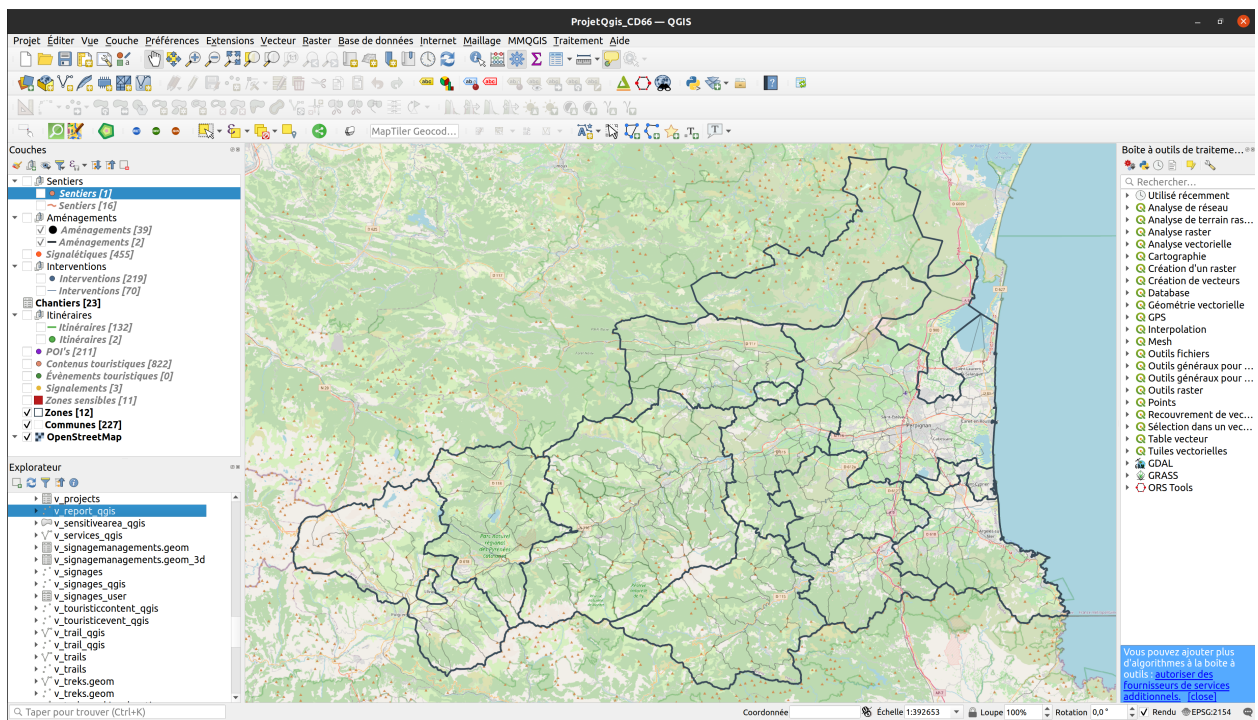 ProjetQgis_CD66 — QGIS
Projet Éditer Vue Couche Préférences Extensions Vecteur Raster Base de données Internet Maillage MMQGIS Traitement Aide
MapTiler Geocod...
Couches
Sentiers
Sentiers [1]
Sentiers [16]
Aménagements
Aménagements [39]
Aménagements [2]
Signalétiques [455]
Interventions
Interventions [219]
Interventions [70]
Chantiers [23]
Itinéraires
Itinéraires [132]
Itinéraires [2]
POI's [211]
Contenus touristiques [822]
Évènements touristiques [0]
Signalements [3]
Zones sensibles [11]
Zones [12]
Communes [227]
OpenStreetMap
Explorateur
v_projects
v_report_qgis
v_sensitivearea_qgis
v_services_qgis
v_signagemanagements.geom
v_signagemanagements.geom_3d
v_signages
v_signages_qgis
v_signages_user
v_touristiccontent_qgis
v_touristicevent_qgis
v_trail_qgis
v_trail_qgis
v_trails
v_trails
v_treks.geom
Perpignan
Boîte à outils de traiteme...
Rechercher...
Utilisé récemment
Analyse de réseau
Analyse de terrain ras...
Analyse raster
Analyse vectorielle
Cartographie
Création d'un raster
Création de vecteurs
Database
Géométrie vectorielle
GPS
Interpolation
Mesh
Outils fichiers
Outils généraux pour ...
Outils généraux pour ...
Outils raster
Points
Recouvrement de vec...
Sélection dans un vec...
Table vecteur
Tuiles vectorielles
GDAL
GRASS
ORS Tools
Vous pouvez ajouter plus
d'algorithmes à la boîte à
outils : autoriser des
fournisseurs de services
additionnels. [close]
Taper pour trouver (Ctrl+K)
Coordonnée
Échelle 1:392653
Loupe 100%
Rotation 0,0 °
Rendu
EPSG:2154